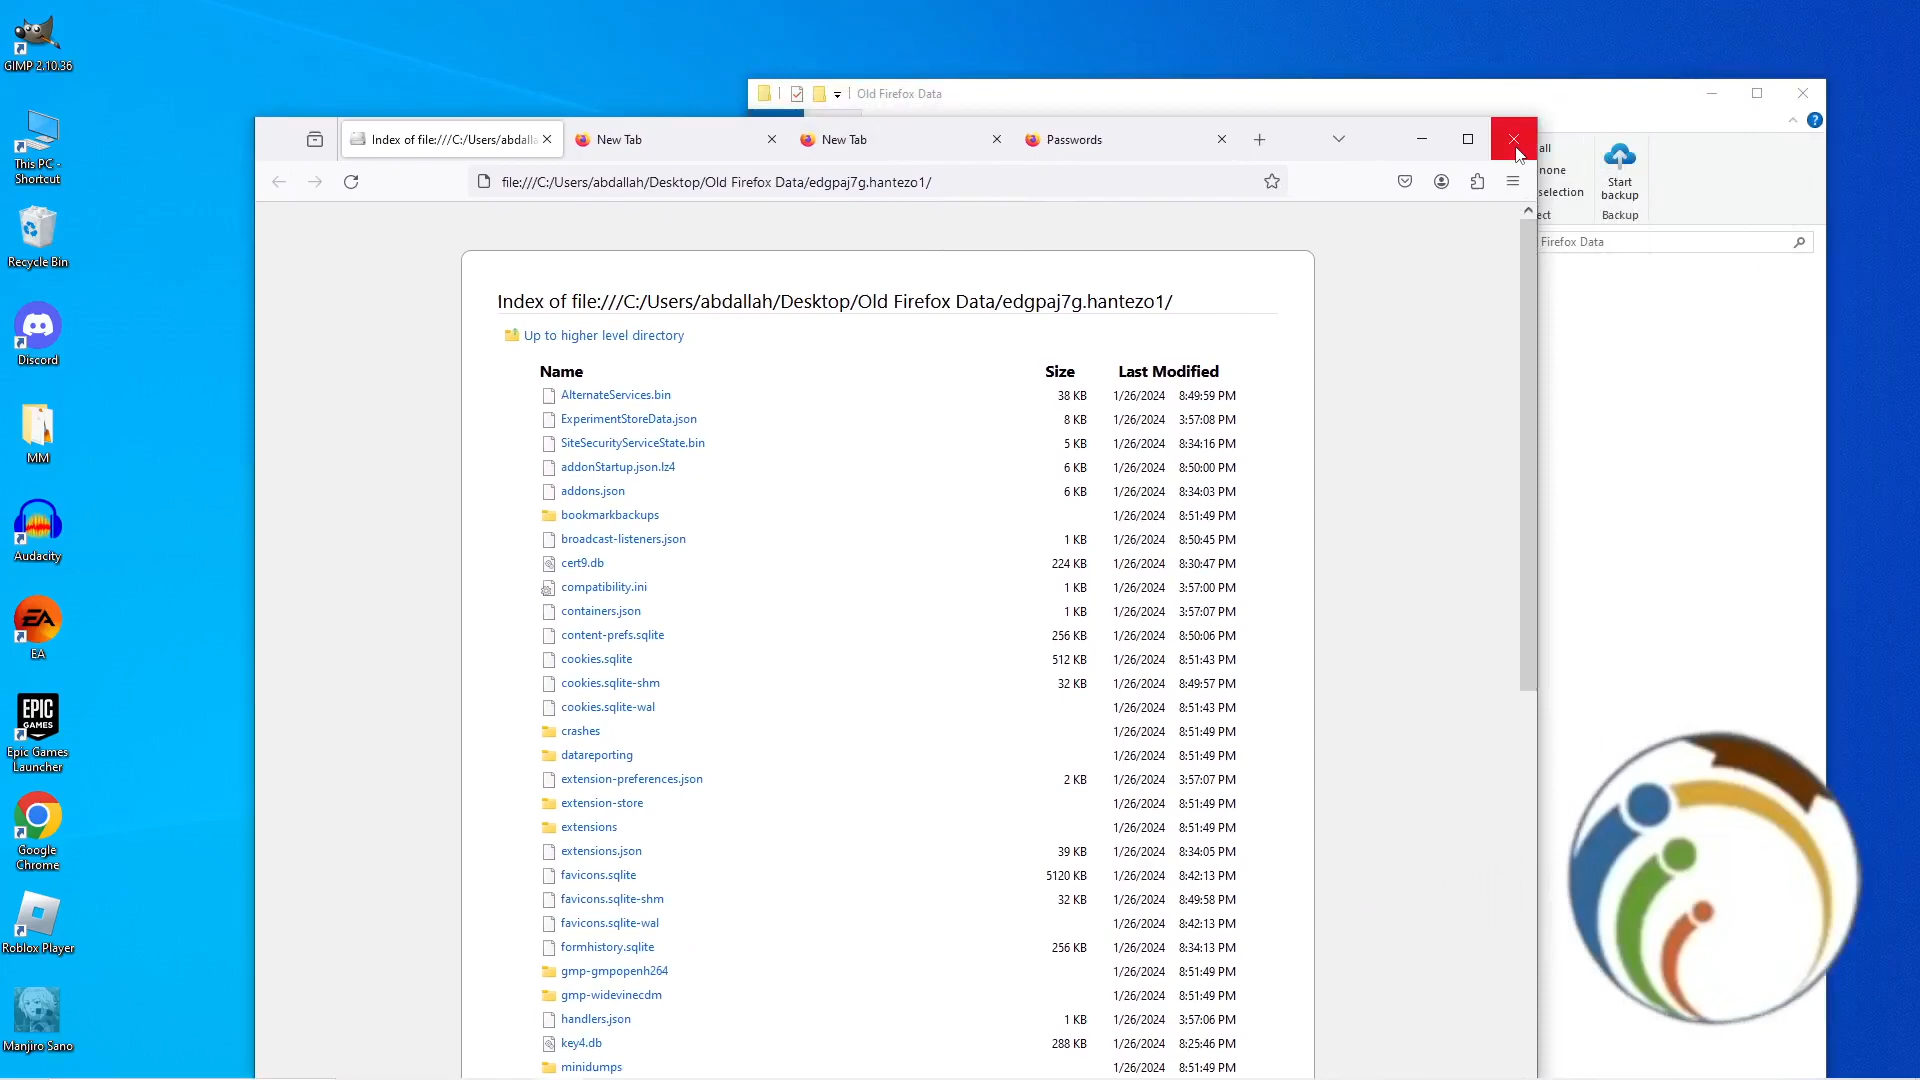 GIMP 2.10.36
This PC -
Shortcut
Recycle Bin
Discord
MM
Audacity
EA
EA
EPIC
GAMES
Epic Games
Launcher
Google
Chrome
Roblox Player
Manjiro Sano
Old Firefox Data
Index of file:///C:/Users/abdalla
New Tab
New Tab
Passwords
file:///C:/Users/abdallah/Desktop/Old Firefox Data/edgpaj7g.hantezo1/
all
none
selection
ect
Start
backup
Backup
Firefox Data
Index of file:///C:/Users/abdallah/Desktop/Old Firefox Data/edgpaj7g.hantezo1/
Up to higher level directory
Name Size Last Modified
AlternateServices.bin 38 KB 1/26/2024 8:49:59 PM
ExperimentStoreData.json 8 KB 1/26/2024 3:57:08 PM
SiteSecurityServiceState.bin 5 KB 1/26/2024 8:34:16 PM
addonStartup.json.lz4 6 KB 1/26/2024 8:50:00 PM
addons.json 6 KB 1/26/2024 8:34:03 PM
bookmarkbackups 1/26/2024 8:51:49 PM
broadcast-listeners.json 1 KB 1/26/2024 8:50:45 PM
cert9.db 224 KB 1/26/2024 8:30:47 PM
compatibility.ini 1 KB 1/26/2024 3:57:00 PM
containers.json 1 KB 1/26/2024 3:57:07 PM
content-prefs.sqlite 256 KB 1/26/2024 8:50:06 PM
cookies.sqlite 512 KB 1/26/2024 8:51:43 PM
cookies.sqlite-shm 32 KB 1/26/2024 8:49:57 PM
cookies.sqlite-wal 1/26/2024 8:51:43 PM
crashes 1/26/2024 8:51:49 PM
datareporting 1/26/2024 8:51:49 PM
extension-preferences.json 2 KB 1/26/2024 3:57:07 PM
extension-store 1/26/2024 8:51:49 PM
extensions 1/26/2024 8:51:49 PM
extensions.json 39 KB 1/26/2024 8:34:05 PM
favicons.sqlite 5120 KB 1/26/2024 8:42:13 PM
favicons.sqlite-shm 32 KB 1/26/2024 8:49:58 PM
favicons.sqlite-wal 1/26/2024 8:42:13 PM
formhistory.sqlite 256 KB 1/26/2024 8:34:13 PM
gmp-gmpopenh264 1/26/2024 8:51:49 PM
gmp-widevinecdm 1/26/2024 8:51:49 PM
handlers.json 1 KB 1/26/2024 3:57:06 PM
key4.db 288 KB 1/26/2024 8:25:46 PM
minidumps 1/26/2024 8:51:49 PM